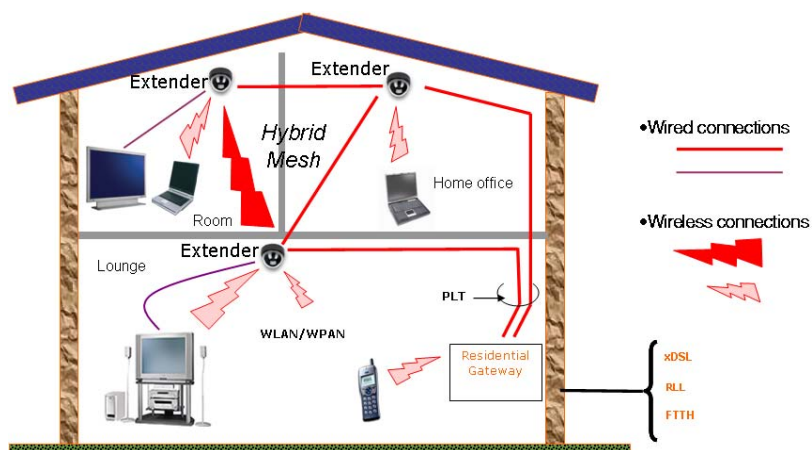 Extender
Extender
Hybrid
Mesh
Room
Home office
Extender
Lounge
WLAN/WPAN
PLT
Residential
Gateway
•Wired connections
•Wireless connections
xDSL
RLL
FTTH